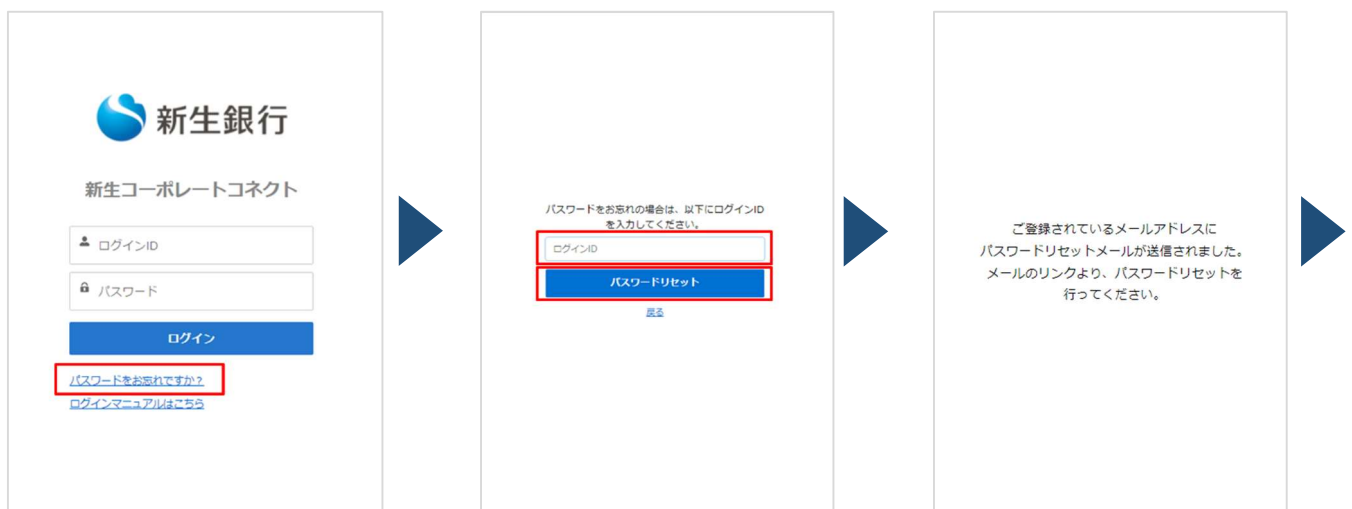 新生銀行
新生コーポレートコネクト
ログインID
パスワード
ログイン
パスワードをお忘れですか？
ログインマニュアルはこちら
パスワードをお忘れの場合は、以下にログインID
を入力してください。
ログインID
パスワードリセット
戻る
ご登録されているメールアドレスに
パスワードリセットメールが送信されました。
メールのリンクより、パスワードリセットを
行ってください。